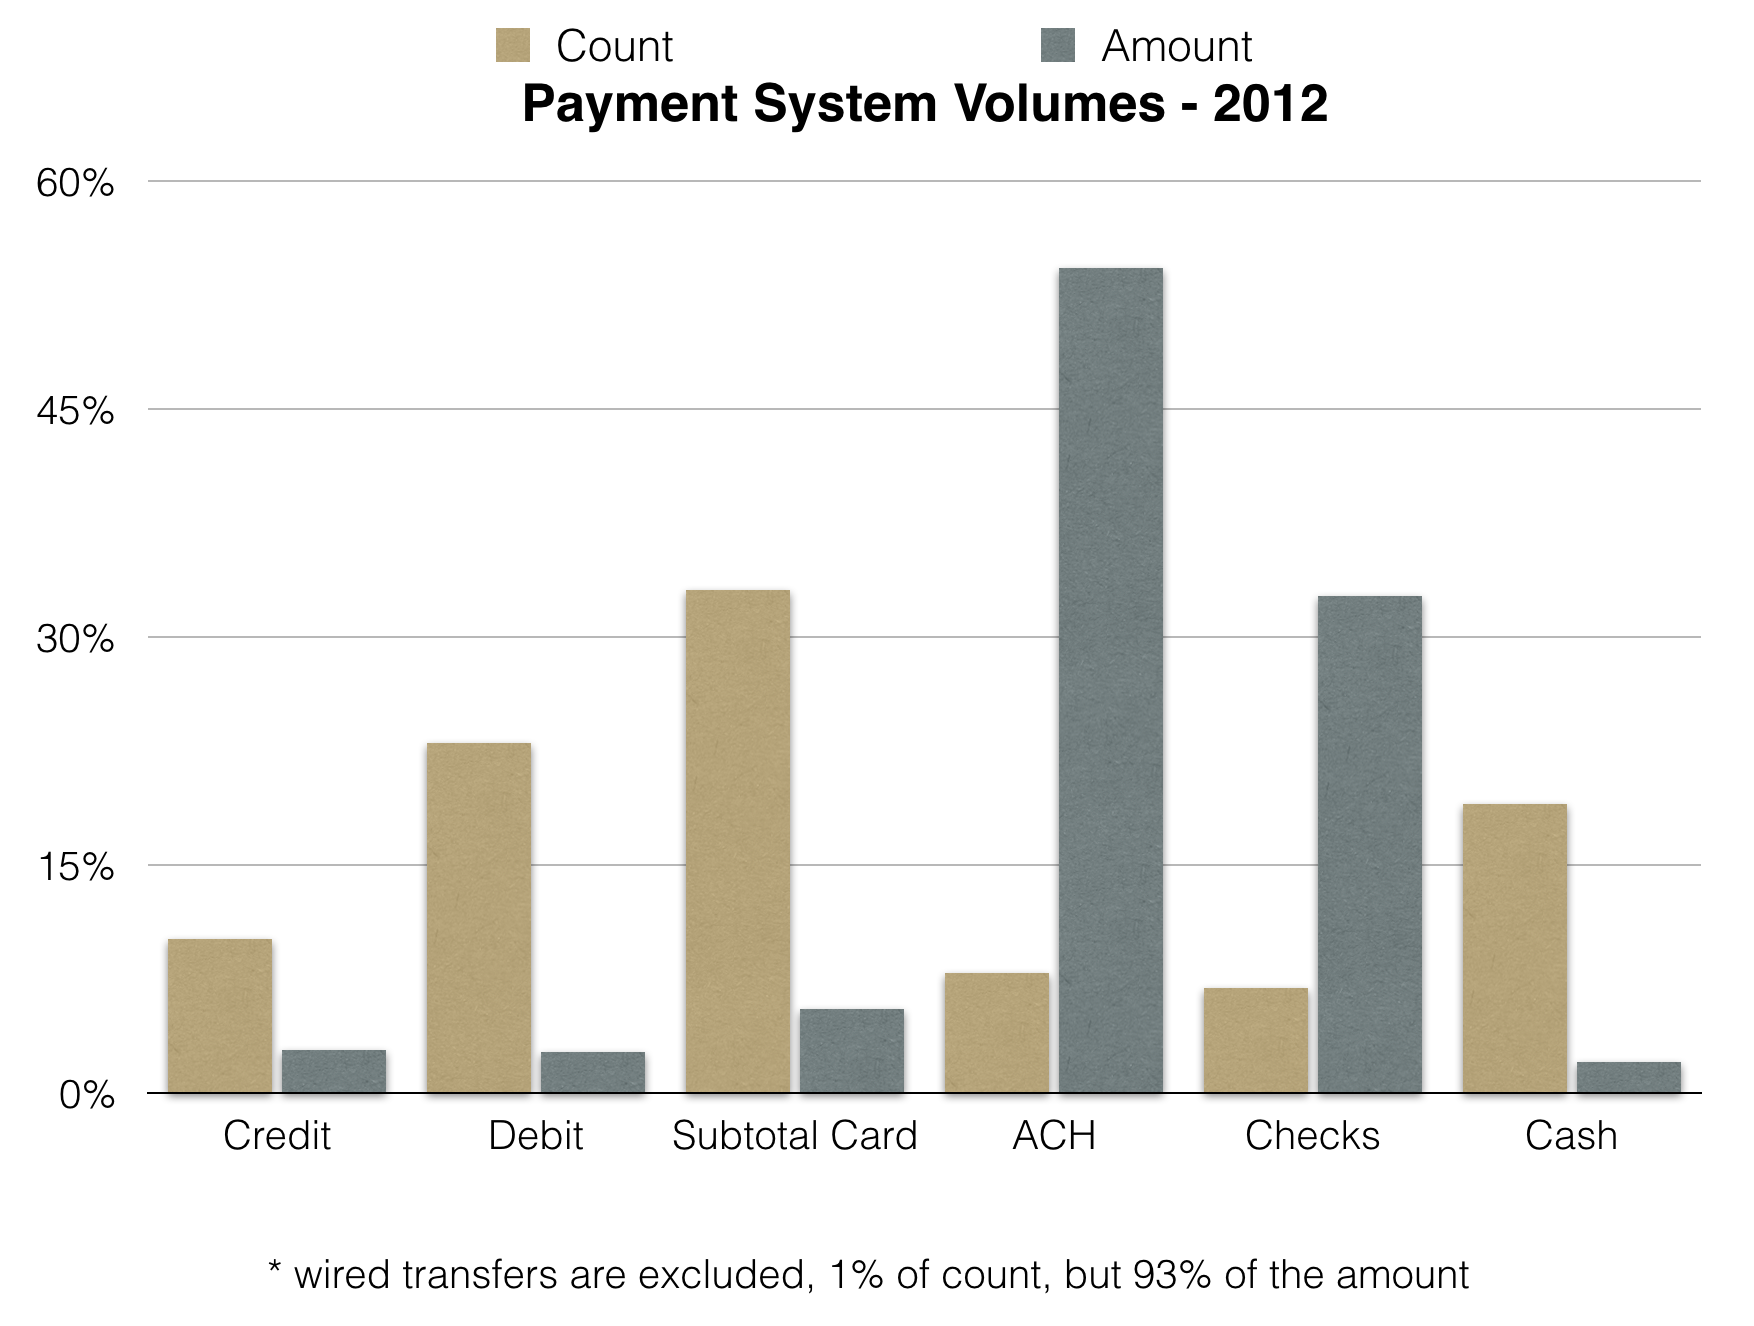 Count Amount
Payment System Volumes - 2012
60%
45%
30%
15%
0%
Credit Debit Subtotal Card ACH Checks Cash
* wired transfers are excluded, 1% of count, but 93% of the amount